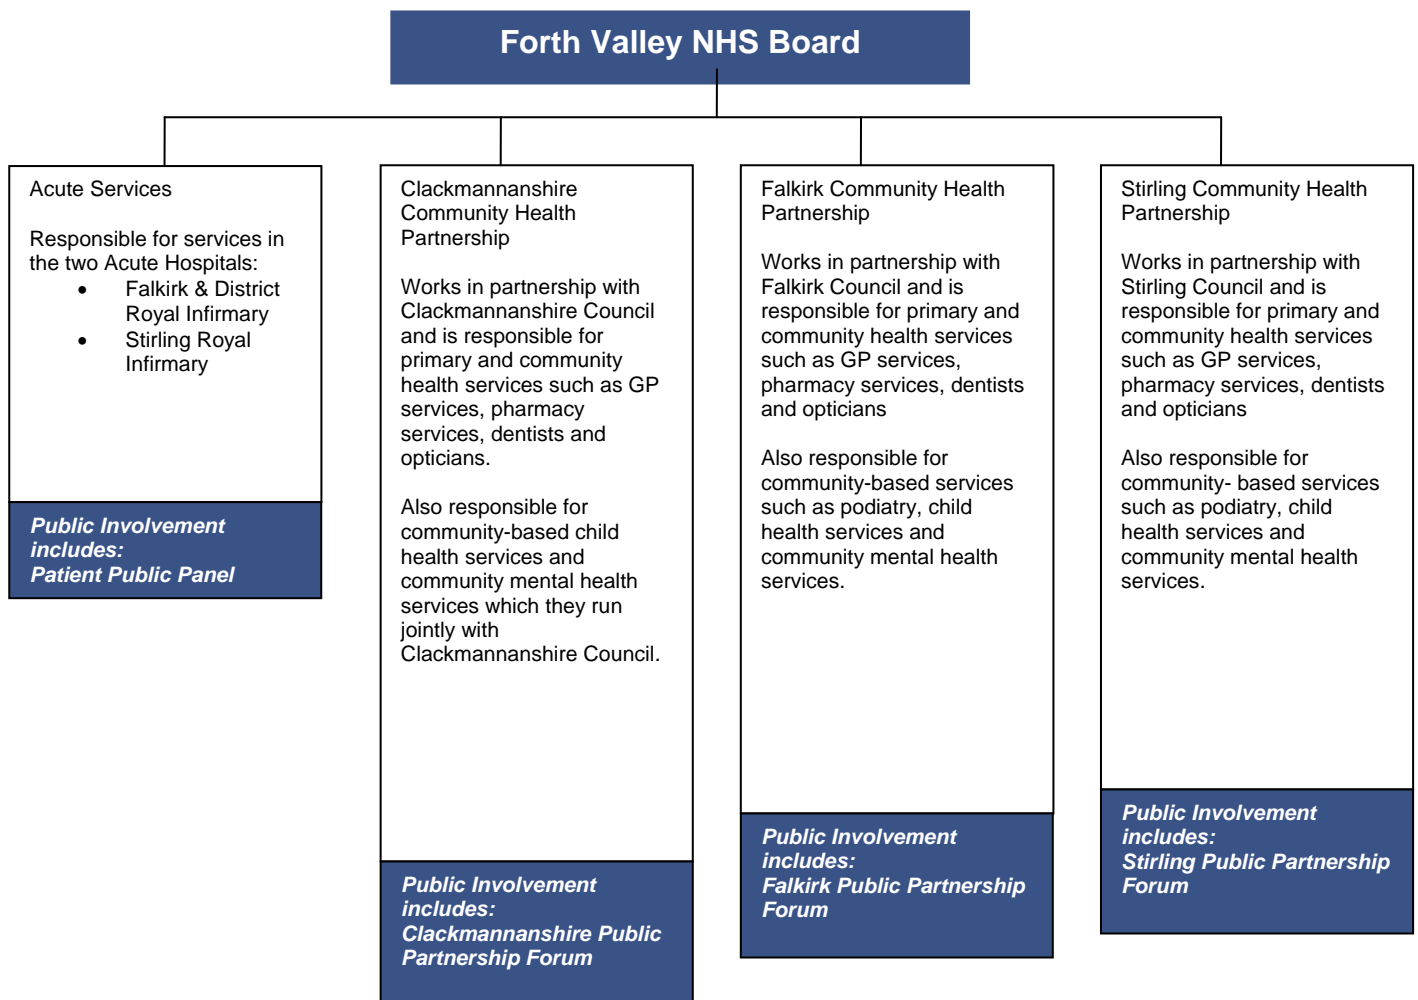 Forth Valley NHS Board
Acute Services
Responsible for services in
the two Acute Hospitals:
• Falkirk & District
Royal Infirmary
• Stirling Royal
Infirmary
Public Involvement
includes:
Patient Public Panel
Clackmannanshire
Community Health
Partnership
Works in partnership with
Clackmannanshire Council
and is responsible for
primary and community
health services such as GP
services, pharmacy
services, dentists and
opticians.
Also responsible for
community-based child
health services and
community mental health
services which they run
jointly with
Clackmannanshire Council.
Public Involvement
includes:
Clackmannanshire Public
Partnership Forum
Falkirk Community Health
Partnership
Works in partnership with
Falkirk Council and is
responsible for primary and
community health services
such as GP services,
pharmacy services, dentists
and opticians
Also responsible for
community-based services
such as podiatry, child
health services and
community mental health
services.
Public Involvement
includes:
Falkirk Public Partnership
Forum
Stirling Community Health
Partnership
Works in partnership with
Stirling Council and is
responsible for primary and
community health services
such as GP services,
pharmacy services, dentists
and opticians
Also responsible for
community- based services
such as podiatry, child
health services and
community mental health
services.
Public Involvement
includes:
Stirling Public Partnership
Forum